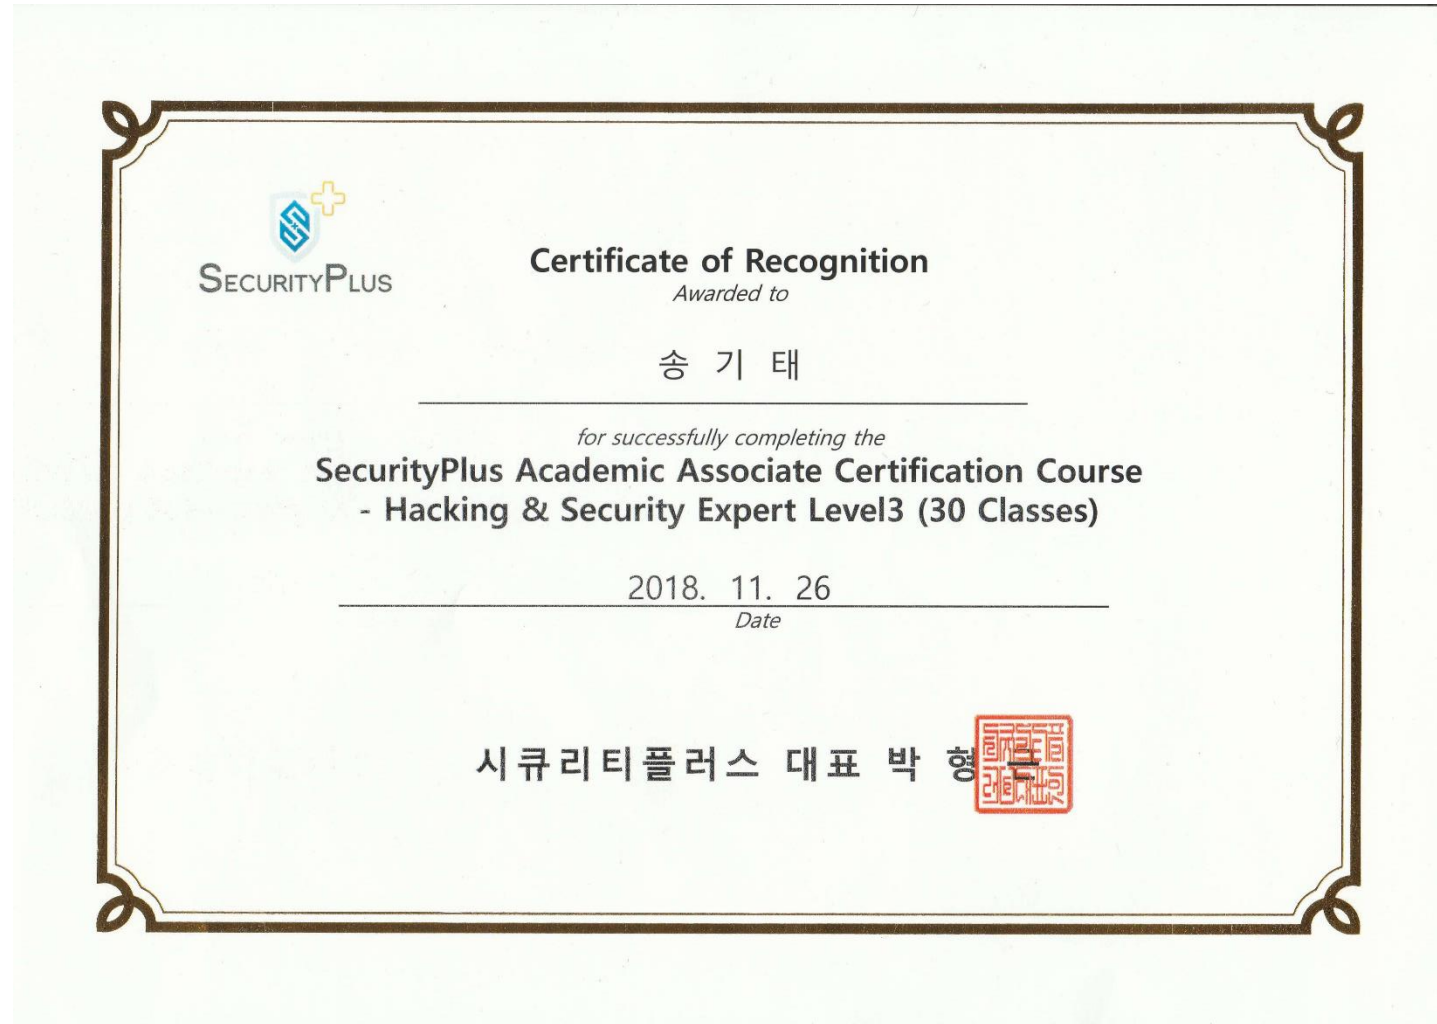 SECURITYPLUS
Certificate of Recognition
Awarded to
송 기 태
for successfully completing the
SecurityPlus Academic Associate Certification Course
- Hacking & Security Expert Level3 (30 Classes)
2018. 11. 26
Date
시큐리티플러스 대표 박 형 근